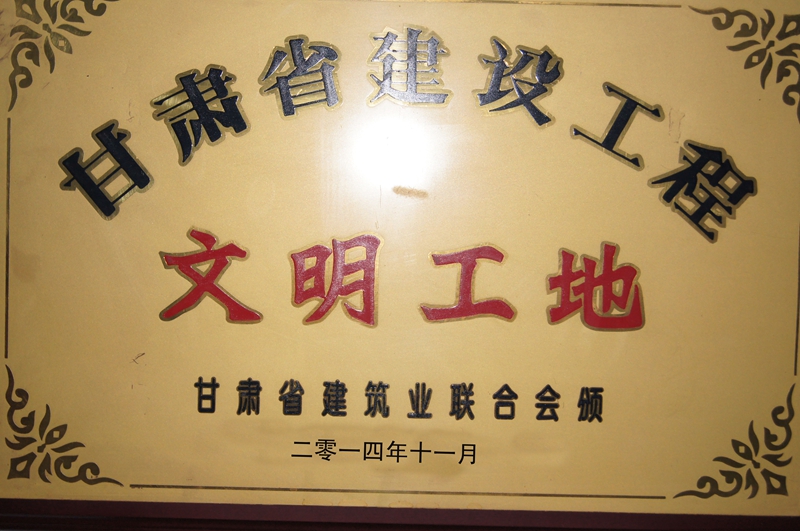 甘肃省建设工程
文明工地
甘肃省建筑业联合会颁
二零一四年十一月